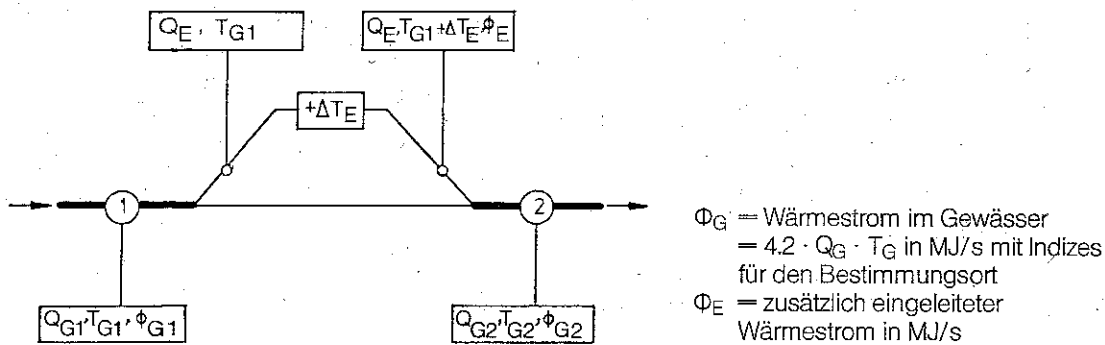 Q_E, T_G1
Q_E, T_G1+ΔT_E, ϕ_E
+ΔT_E
1
2
Q_G1, T_G1, ϕ_G1
Q_G2, T_G2, ϕ_G2
Φ_G = Wärmestrom im Gewässer
= 4.2 · Q_G · T_G in MJ/s mit Indizes
für den Bestimmungsort
Φ_E = zusätzlich eingeleiteter
Wärmestrom in MJ/s